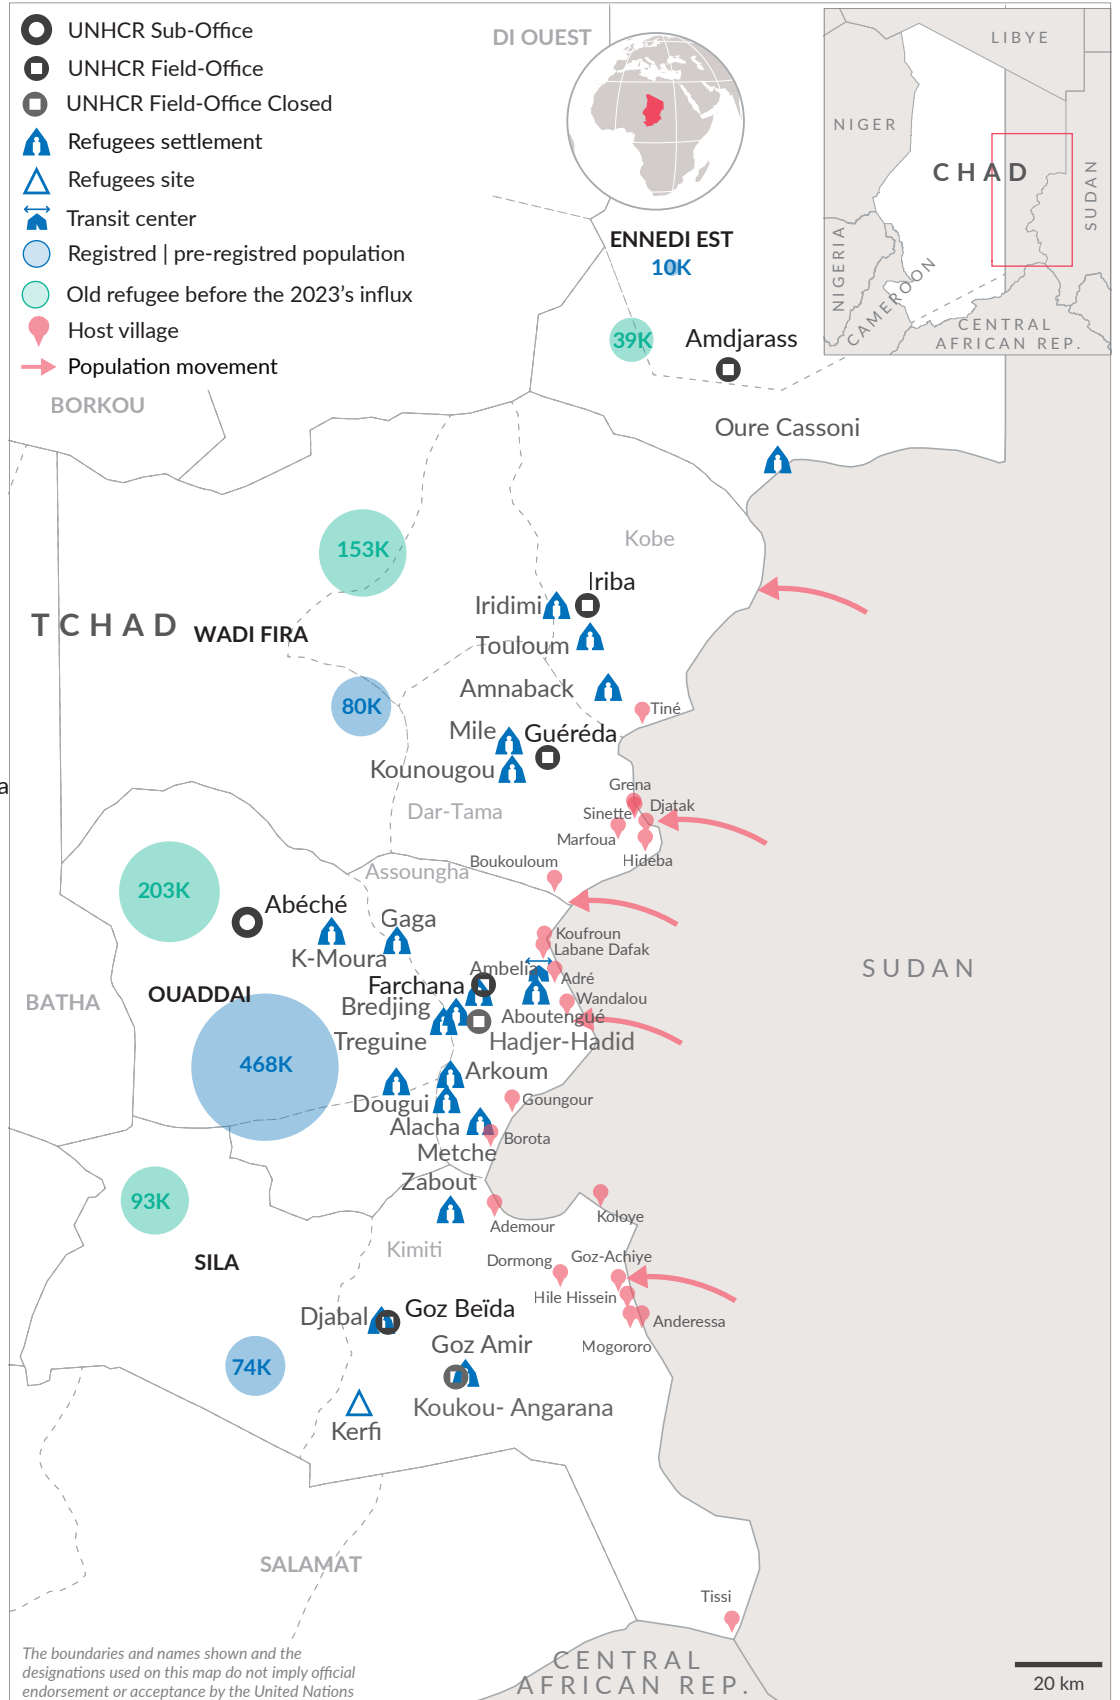 UNHCR Sub-Office
UNHCR Field-Office
UNHCR Field-Office Closed
Refugees settlement
Refugees site
Transit center
Registred | pre-registred population
Old refugee before the 2023's influx
Host village
Population movement
DI OUEST
LIBYE
NIGER
CHAD
SUDAN
NIGERIA
CAMEROON
CENTRAL
AFRICAN REP.
ENNEDI EST
10K
39K
Amdjarass
BORKOU
Oure Cassoni
153K
Kobe
Iriba
Iridimi
TCHAD
WADI FIRA
Touloum
Amnaback
80K
Tiné
Mile
Guéréda
Kounougou
a
Grena
Djatak
Sinette
Dar-Tama
Marfoua
Hideba
Boukouloum
Assoungha
203K
Abéché
Gaga
Koufroun
Labane Dafak
K-Moura
Ambelia
Adré
SUDAN
Farchana
OUADDAI
Wandalou
BATHA
Bredjing
Aboutengué
Treguine
Hadjer-Hadid
468K
Arkoum
Dougui
Goungour
Alacha
Borota
Metche
Zabout
93K
Koloye
Ademour
Kimiti
SILA
Dormong
Goz-Achiye
Hile Hissein
Djabal
Goz Beïda
Anderessa
Goz Amir
Mogororo
74K
Koukou- Angarana
Kerfi
SALAMAT
Tissi
The boundaries and names shown and the
designations used on this map do not imply official
endorsement or acceptance by the United Nations
CENTRAL
AFRICAN REP.
20 km